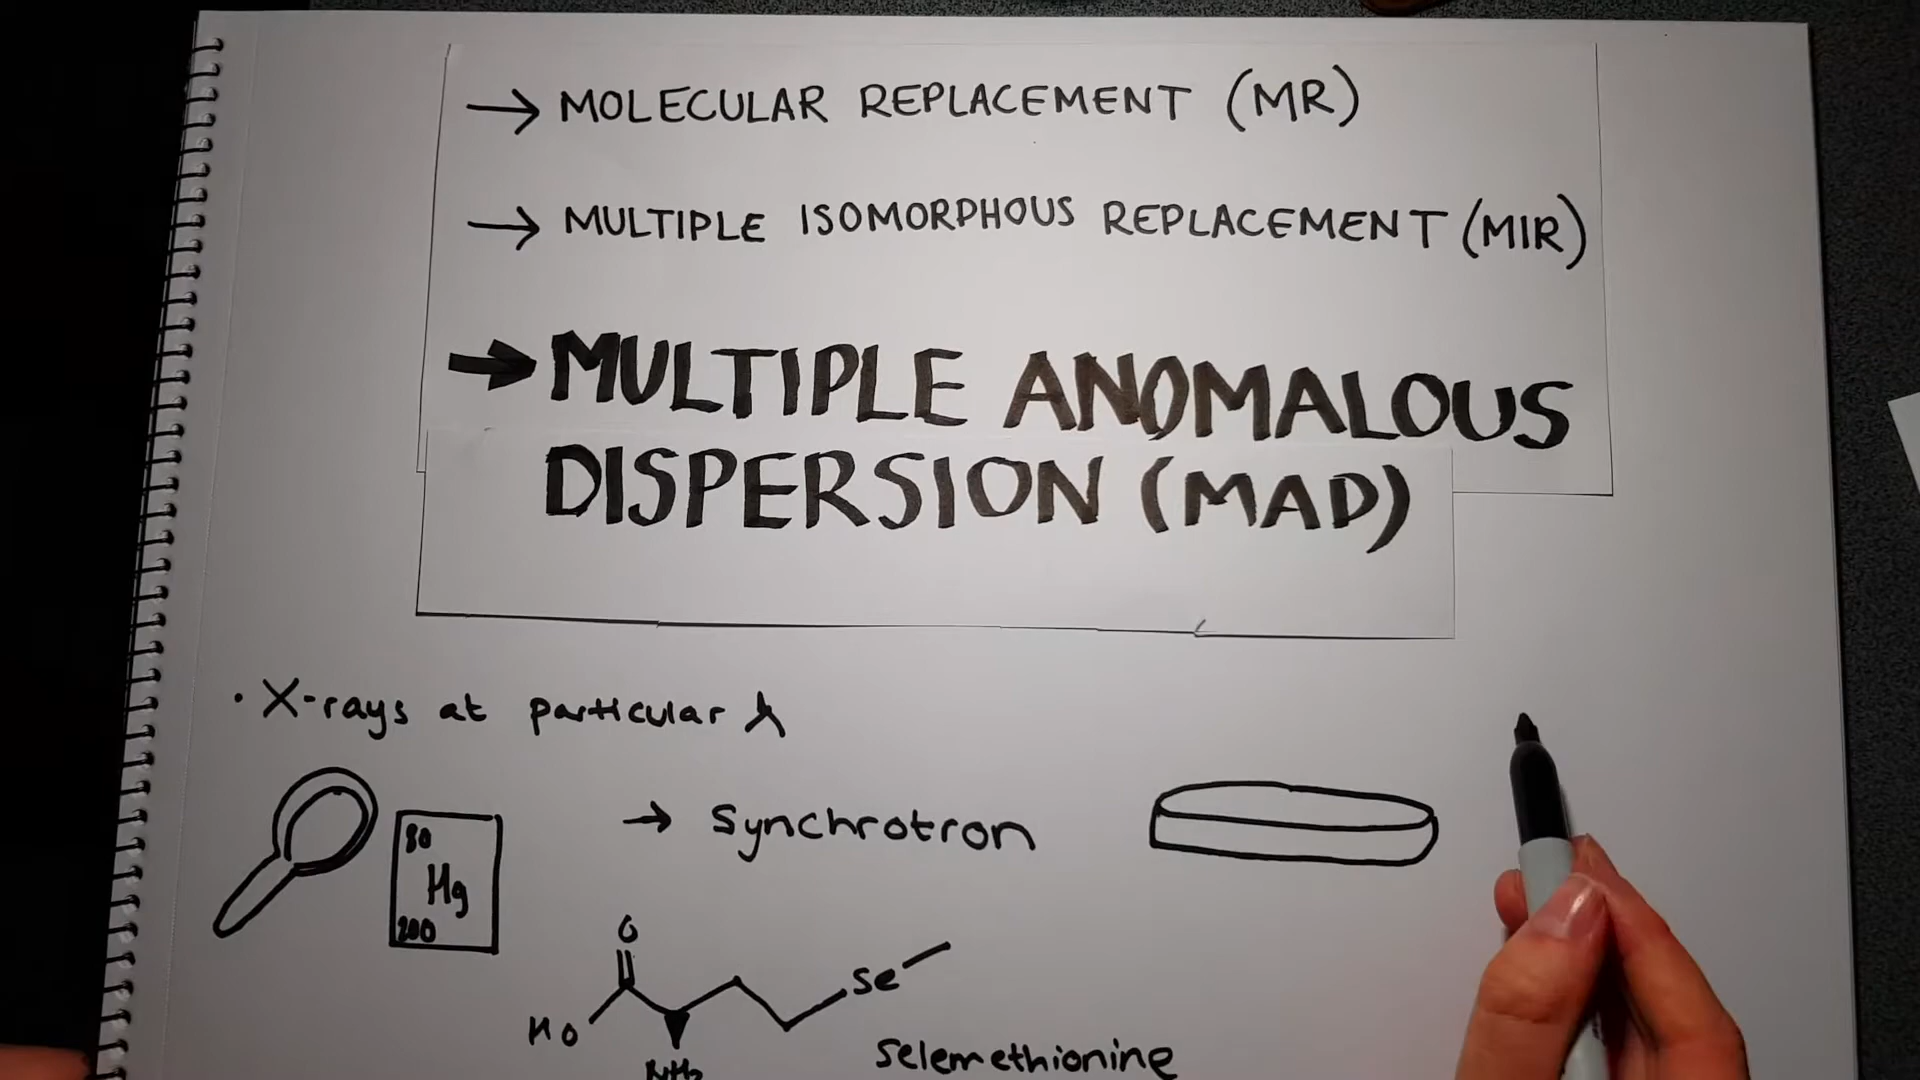 → MOLECULAR REPLACEMENT (MR)
→ MULTIPLE ISOMORPHOUS REPLACEMENT (MIR)
→ MULTIPLE ANOMALOUS
DISPERSION (MAD)
· X-rays at particular λ
80
Hg
200
→ Synchrotron
O
HO
Se
NH2
Selemethionine